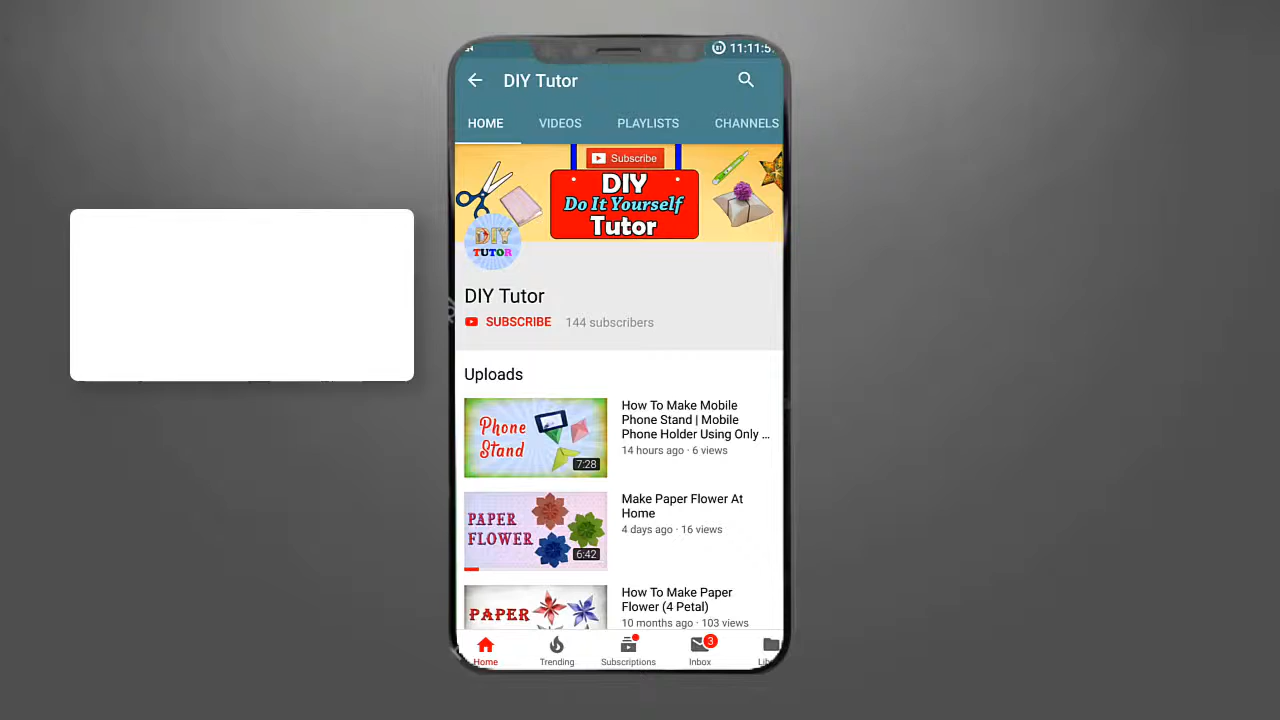 11:11:5
DIY Tutor
HOME VIDEOS PLAYLISTS CHANNELS
Subscribe
DIY
Do It Yourself
Tutor
DIY
TUTOR
DIY Tutor
SUBSCRIBE 144 subscribers
Uploads
Phone
Stand
7:28
How To Make Mobile
Phone Stand | Mobile
Phone Holder Using Only ...
14 hours ago · 6 views
PAPER
FLOWER
6:42
Make Paper Flower At
Home
4 days ago · 16 views
PAPER
How To Make Paper
Flower (4 Petal)
10 months ago · 103 views
Home Trending Subscriptions Inbox
3